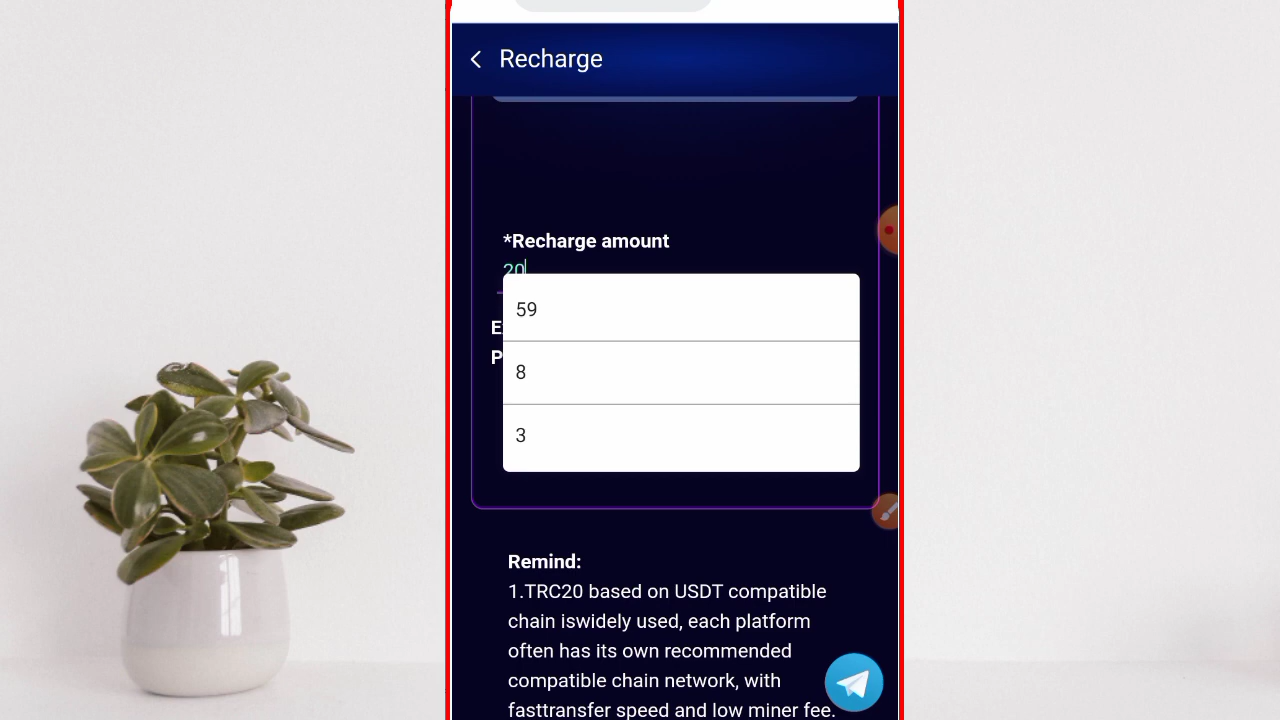 Recharge
*Recharge amount
20
59
8
3
E
P
Remind:
1.TRC20 based on USDT compatible
chain iswidely used, each platform
often has its own recommended
compatible chain network, with
fasttransfer speed and low miner fee.